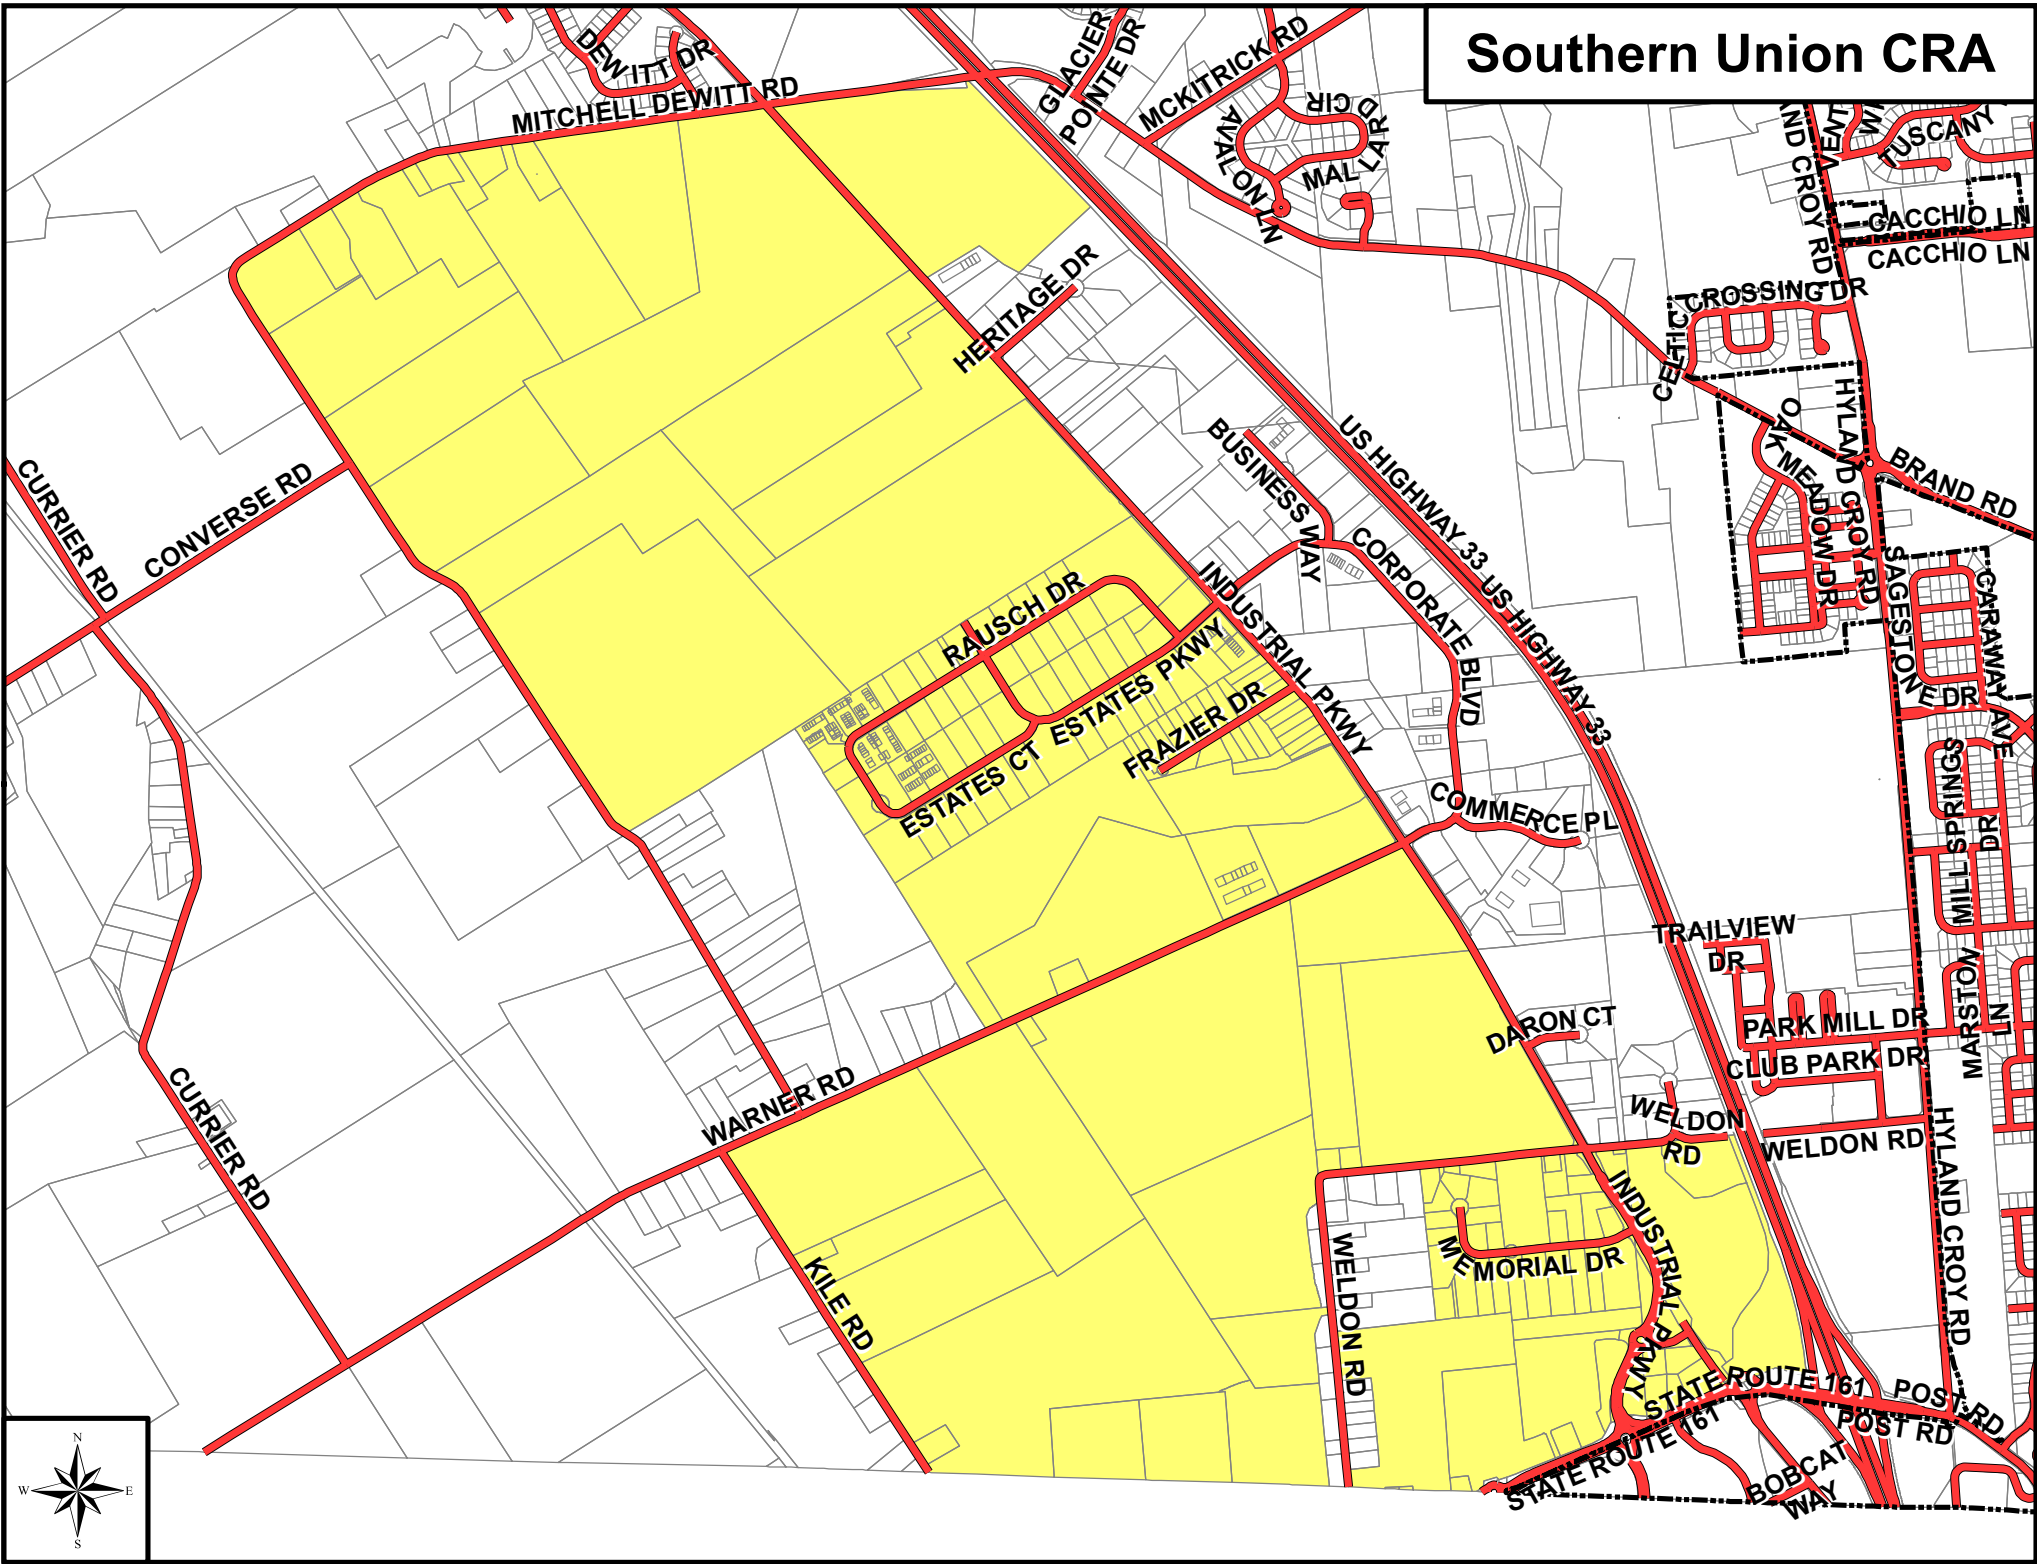 Southern Union CRA
DEWITT DR
MITCHELL DEWITT RD
GLACIER
POINTE DR
MCKITRICK RD
AVALON LN
MALLARD
CIR
TUSCANY
CACCHIO LN
CACCHIO LN
HYLAND CROY RD
CELTIC
CROSSING DR
HERITAGE DR
BUSINESS WAY
US HIGHWAY 33
US HIGHWAY 33
CORPORATE BLVD
OAK
MEADOW DR
HYLAND CROY RD
BRAND RD
SAGESTONE DR
CARAWAY AVE
CURRIER RD
CONVERSE RD
RAUSCH DR
ESTATES PKWY
ESTATES CT
INDUSTRIAL PKWY
FRAZIER DR
COMMERCE PL
MILL SPRINGS
DR
TRAILVIEW
DR
DARON CT
PARK MILL DR
CLUB PARK DR
MARSTON
LN
WELDON
RD
WELDON RD
HYLAND CROY RD
CURRIER RD
WARNER RD
KILE RD
WELDON RD
MEMORIAL DR
INDUSTRIAL PKWY
STATE ROUTE 161
STATE ROUTE 161
POST RD
POST RD
BOBCAT
WAY
N
W
E
S